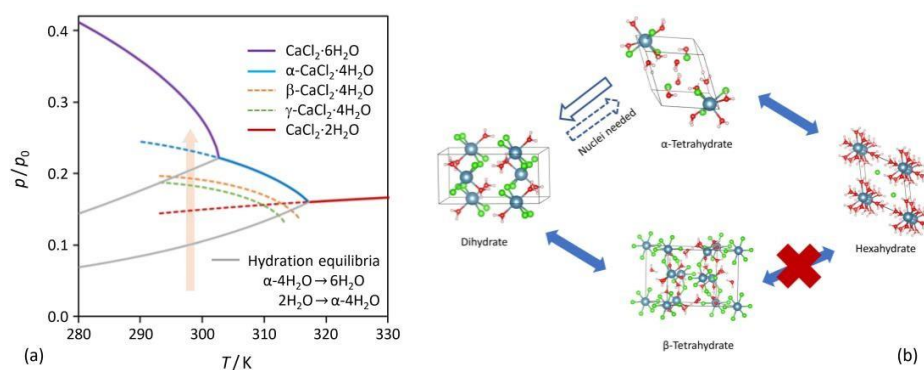 0.4
0.3
0.2
0.1
0.0
p/p₀
280
290
300
310
320
330
T / K
CaCl₂·6H₂O
α-CaCl₂·4H₂O
β-CaCl₂·4H₂O
γ-CaCl₂·4H₂O
CaCl₂·2H₂O
Hydration equilibria
α-4H₂O → 6H₂O
2H₂O → α-4H₂O
(a)
Nuclei needed
α-Tetrahydrate
Dihydrate
Hexahydrate
β-Tetrahydrate
(b)